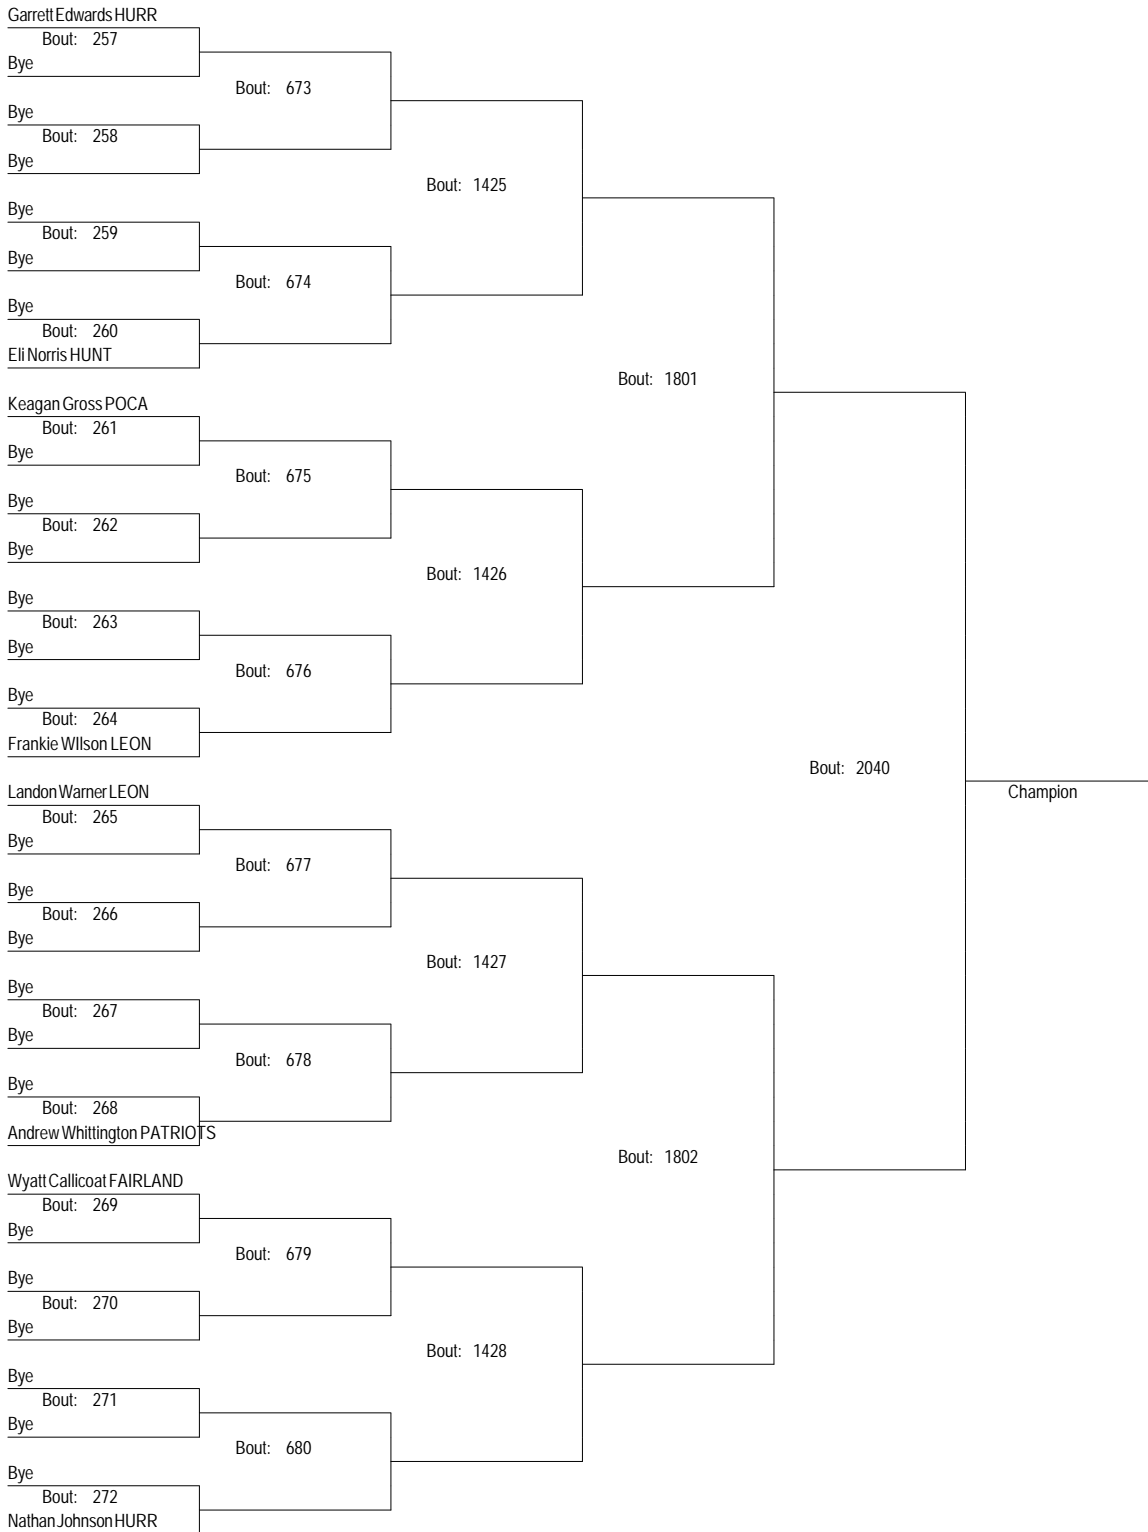 Garrett Edwards HURR
Bout: 257
Bye
Bout: 673
Bye
Bout: 258
Bye
Bout: 1425
Bye
Bout: 259
Bye
Bout: 674
Bye
Bout: 260
Eli Norris HUNT
Bout: 1801
Keagan Gross POCA
Bout: 261
Bye
Bout: 675
Bye
Bout: 262
Bye
Bout: 1426
Bye
Bout: 263
Bye
Bout: 676
Bye
Bout: 264
Frankie WIlson LEON
Bout: 2040
Champion
Landon Warner LEON
Bout: 265
Bye
Bout: 677
Bye
Bout: 266
Bye
Bout: 1427
Bye
Bout: 267
Bye
Bout: 678
Bye
Bout: 268
Andrew Whittington PATRIOTS
Bout: 1802
Wyatt Callicoat FAIRLAND
Bout: 269
Bye
Bout: 679
Bye
Bout: 270
Bye
Bout: 1428
Bye
Bout: 271
Bye
Bout: 680
Bye
Bout: 272
Nathan Johnson HURR